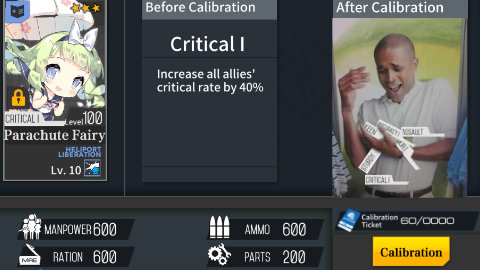 Before Calibration
After Calibration
CRITICAL I
Level 100
Parachute Fairy
HELIPORT
LIBERATION
Lv. 10
Critical I
Increase all allies'
critical rate by 40%
ASSAULT
CRITICAL I
MANPOWER 600
AMMO 600
MRE
RATION 600
PARTS 200
Calibration
Ticket
60/0000
Calibration